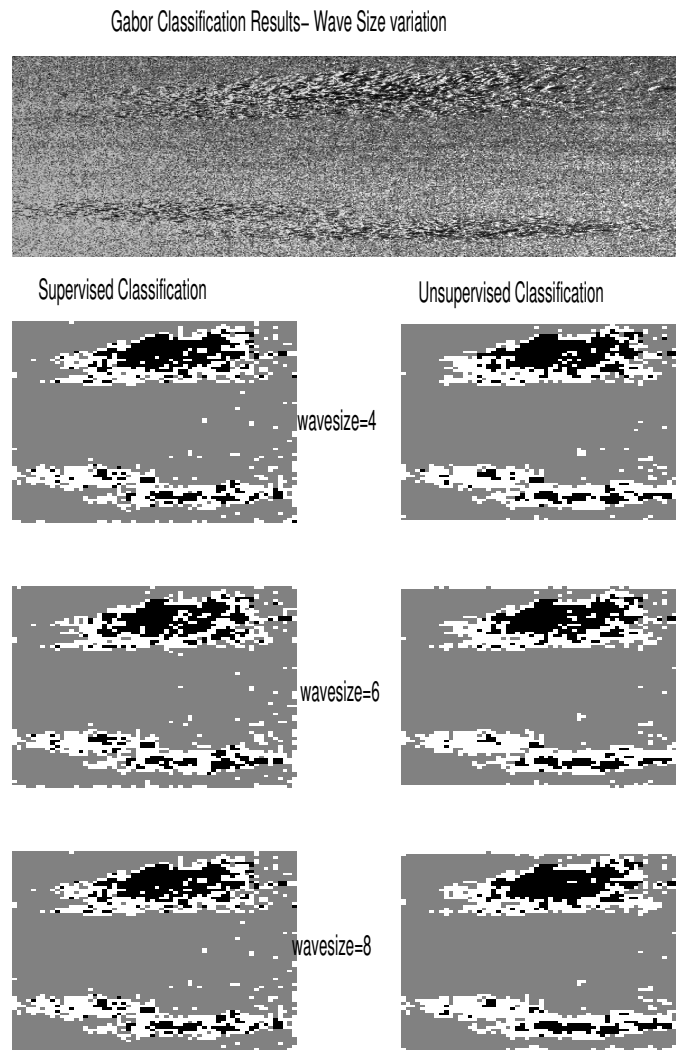 Gabor Classification Results– Wave Size variation
Supervised Classification
Unsupervised Classification
wavesize=4
wavesize=6
wavesize=8